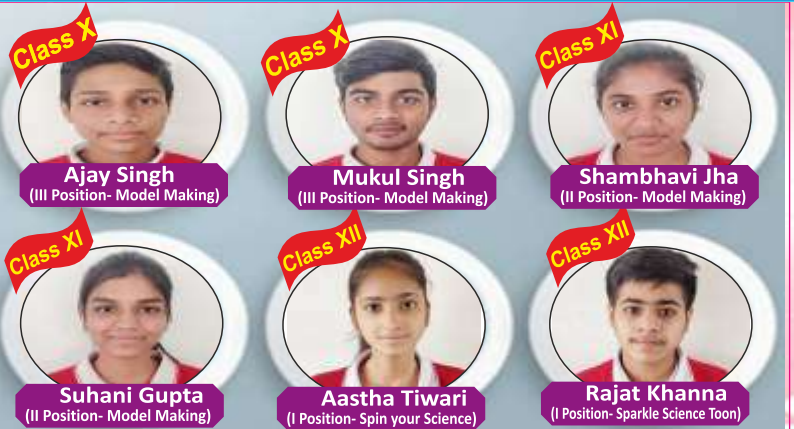 Class X
Ajay Singh
(III Position- Model Making)
Class X
Mukul Singh
(III Position- Model Making)
Class XI
Shambhavi Jha
(II Position- Model Making)
Class XI
Suhani Gupta
(II Position- Model Making)
Class XII
Aastha Tiwari
(I Position- Spin your Science)
Class XII
Rajat Khanna
(I Position- Sparkle Science Toon)